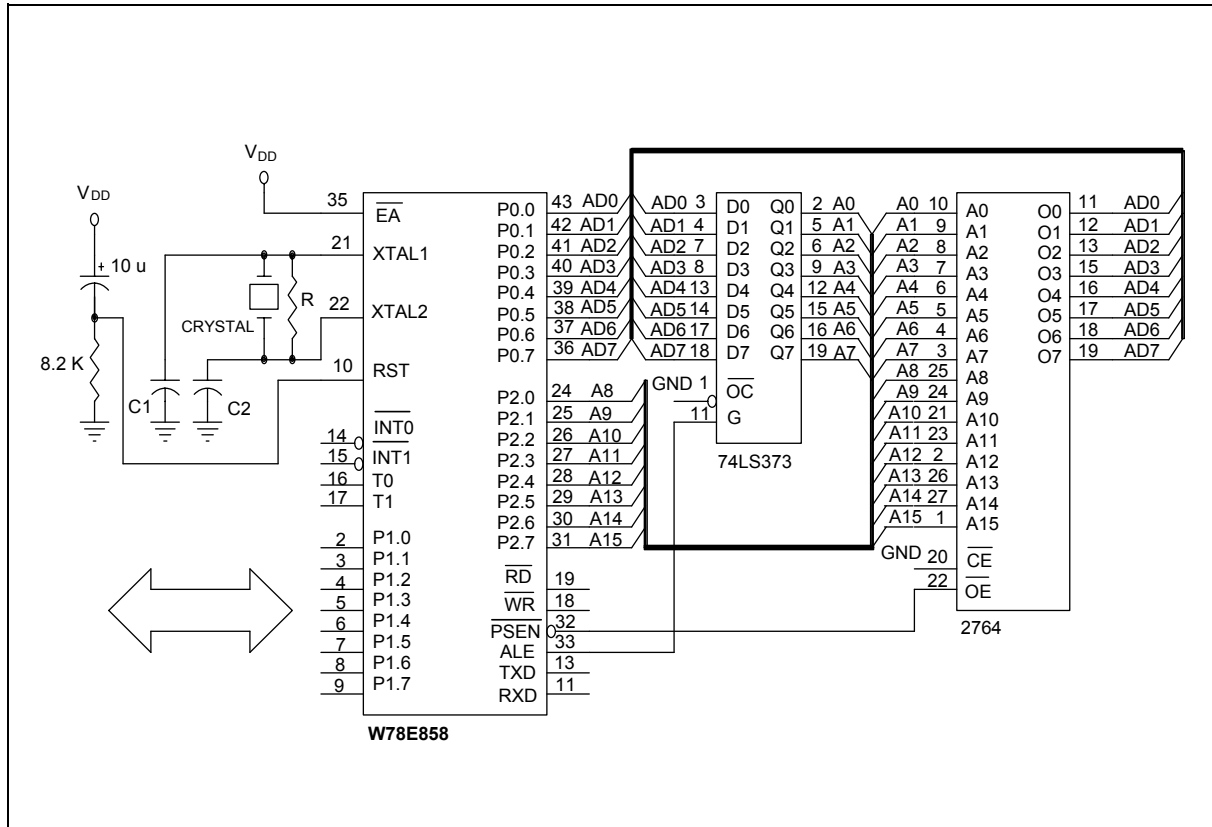 VDD
VDD
10 u
+
8.2 K
C1
C2
CRYSTAL
R
35 EA
21 XTAL1
22 XTAL2
10 RST
14 INT0
15 INT1
16 T0
17 T1
2 P1.0
3 P1.1
4 P1.2
5 P1.3
6 P1.4
7 P1.5
8 P1.6
9 P1.7
P0.0 43 AD0
P0.1 42 AD1
P0.2 41 AD2
P0.3 40 AD3
P0.4 39 AD4
P0.5 38 AD5
P0.6 37 AD6
P0.7 36 AD7
P2.0 24 A8
P2.1 25 A9
P2.2 26 A10
P2.3 27 A11
P2.4 28 A12
P2.5 29 A13
P2.6 30 A14
P2.7 31 A15
RD 19
WR 18
PSEN 32
ALE 33
TXD 13
RXD 11
W78E858
AD0 3 D0 Q0 2 A0
AD1 4 D1 Q1 5 A1
AD2 7 D2 Q2 6 A2
AD3 8 D3 Q3 9 A3
AD4 13 D4 Q4 12 A4
AD5 14 D5 Q5 15 A5
AD6 17 D6 Q6 16 A6
AD7 18 D7 Q7 19 A7
GND 1 OC
11 G
74LS373
A0 10 A0 O0 11 AD0
A1 9 A1 O1 12 AD1
A2 8 A2 O2 13 AD2
A3 7 A3 O3 15 AD3
A4 6 A4 O4 16 AD4
A5 5 A5 O5 17 AD5
A6 4 A6 O6 18 AD6
A7 3 A7 O7 19 AD7
A8 25 A8
A9 24 A9
A10 21 A10
A11 23 A11
A12 2 A12
A13 26 A13
A14 27 A14
A15 1 A15
GND 20 CE
22 OE
2764